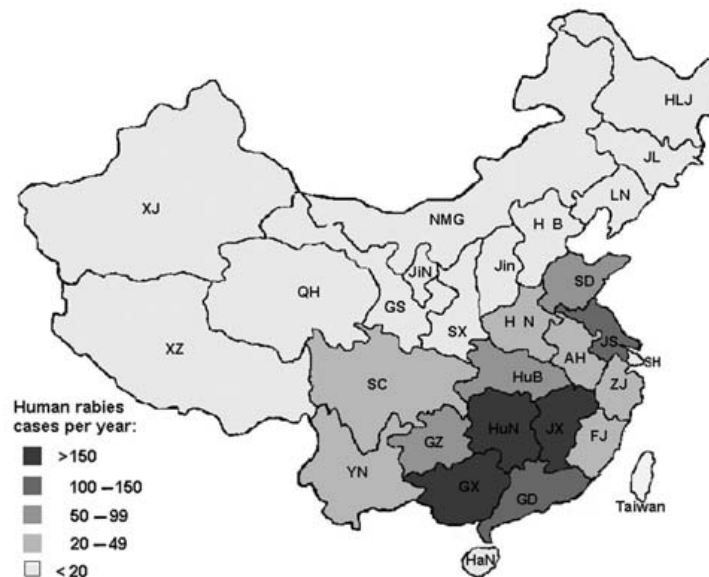 HLJ
JL
LN
XJ
NMG
H B
JiN
Jin
SD
QH
GS
SX
H N
JS
XZ
AH
SH
SC
HuB
ZJ
HuN
JX
GZ
FJ
YN
GX
GD
Taiwan
HaN
Human rabies
cases per year:
>150
100–150
50–99
20–49
<20